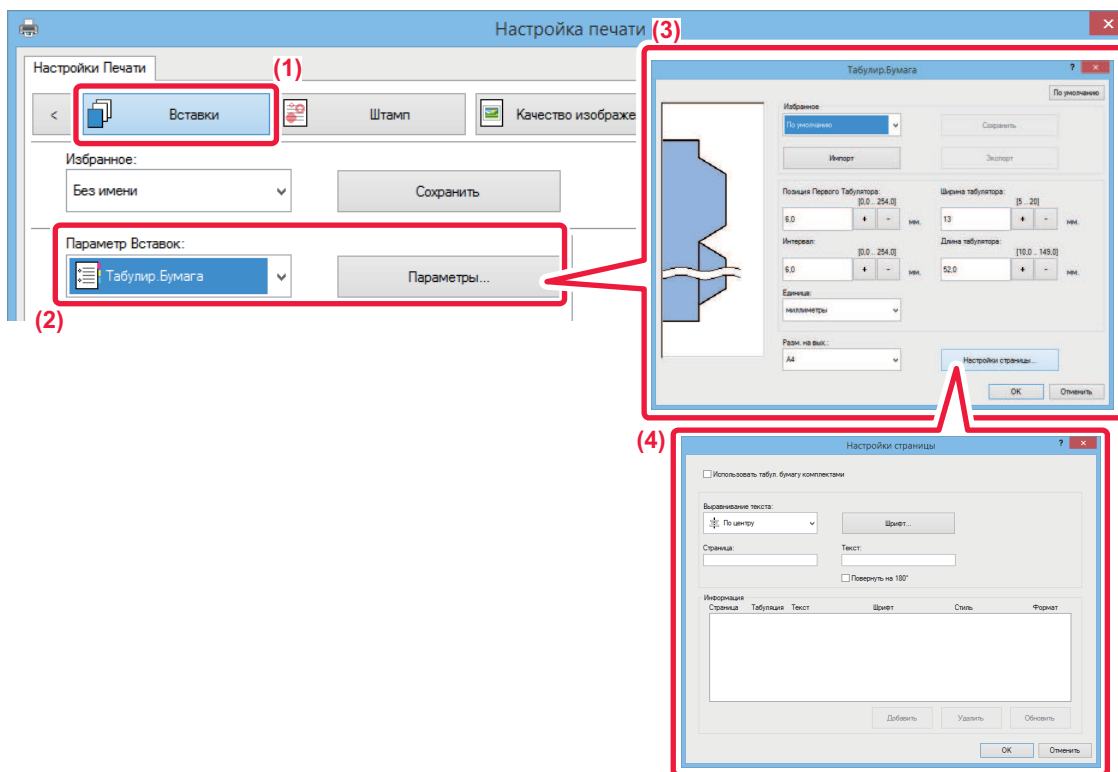 Настройка печати
(3)
Настройки Печати
(1)
<
Вставки
Штамп
Качество изображе
Избранное:
Без имени
Сохранить
Параметр Вставок:
Табулир.Бумага
Параметры...
(2)
Табулир.Бумага
?
По умолчанию
Избранное
По умолчанию
Сохранить
Импорт
Экспорт
Позиция Первого Табулятора:
[0,0 .. 254,0]
6,0
+ -
мм.
Ширина табулятора:
[5 .. 20]
13
+ -
мм.
Интервал:
[0,0 .. 254,0]
6,0
+ -
мм.
Длина табулятора:
[10,0 .. 149,0]
52,0
+ -
мм.
Единица:
миллиметры
Разм. на вых.:
A4
Настройки страницы...
OK
Отменить
(4)
Настройки страницы
?
Использовать табул. бумагу комплектами
Выравнивание текста:
По центру
Шрифт...
Страница:
Текст:
Повернуть на 180°
Информация
Страница Табуляция Текст Шрифт Стиль Формат
Добавить
Удалить
Обновить
OK
Отменить